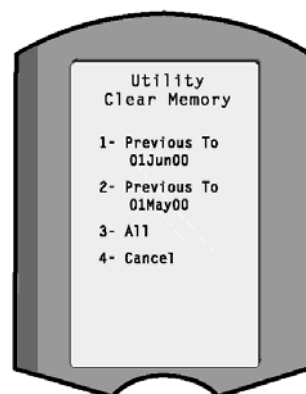 Utility
Clear Memory
1- Previous To
01Jun00
2- Previous To
01May00
3- All
4- Cancel